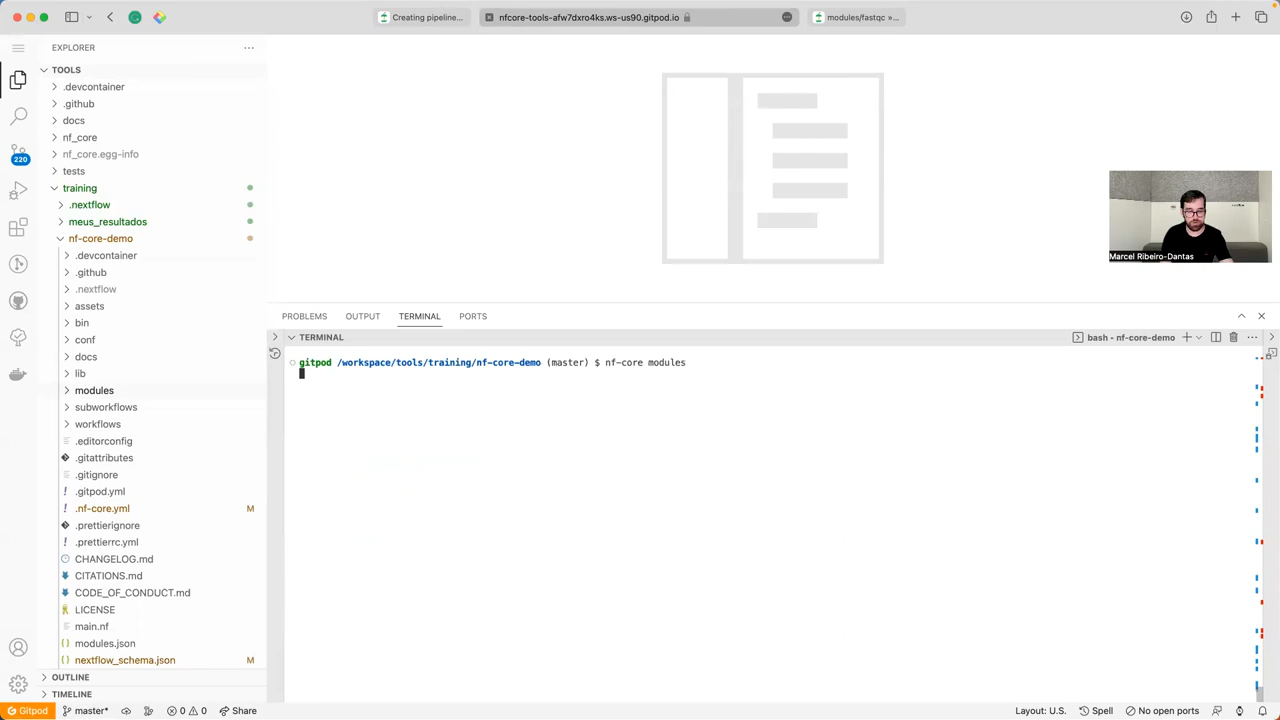 Creating pipeline...
nfcore-tools-afw7dxro4ks.ws-us90.gitpod.io
modules/fastqc »...
EXPLORER
TOOLS
.devcontainer
.github
docs
nf_core
nf_core.egg-info
tests
training
.nextflow
meus_resultados
nf-core-demo
.devcontainer
.github
.nextflow
assets
bin
conf
docs
lib
modules
subworkflows
workflows
.editorconfig
.gitattributes
.gitignore
.gitpod.yml
.nf-core.yml M
.prettierignore
.prettierrc.yml
CHANGELOG.md
CITATIONS.md
CODE_OF_CONDUCT.md
LICENSE
main.nf
modules.json
nextflow_schema.json M
OUTLINE
TIMELINE
220
Marcel Ribeiro-Dantas
PROBLEMS OUTPUT TERMINAL PORTS
TERMINAL
bash - nf-core-demo
gitpod /workspace/tools/training/nf-core-demo (master) $ nf-core modules
Gitpod master* 0 0 Share Layout: U.S. Spell No open ports